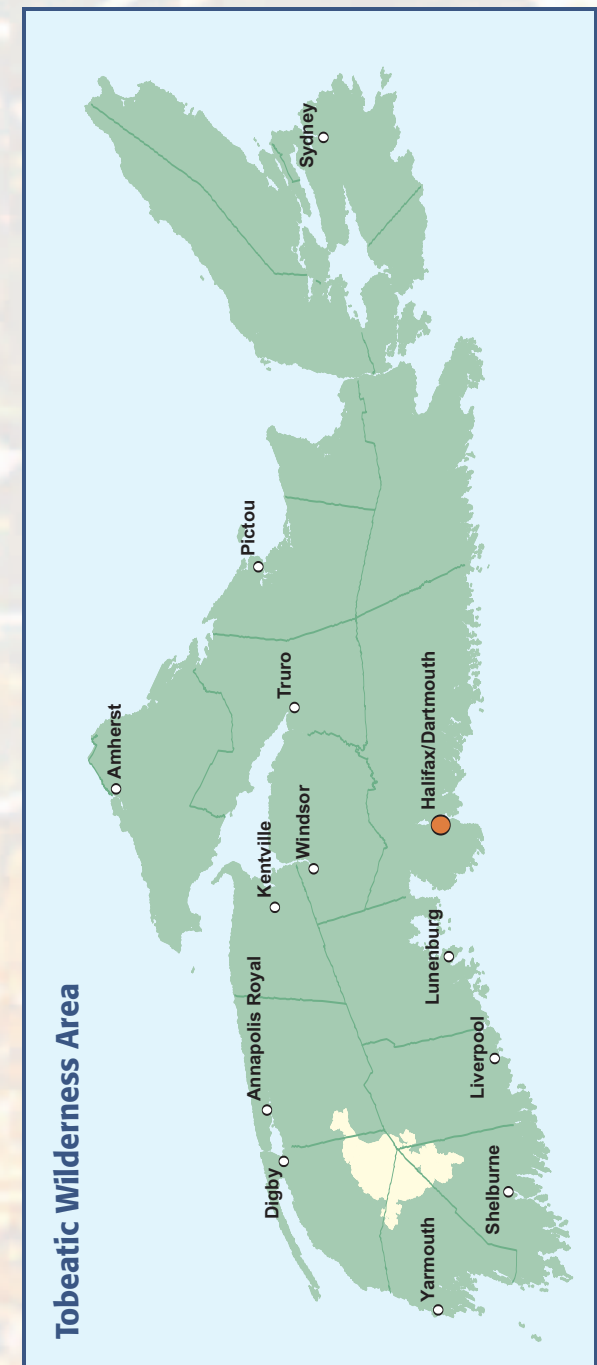 Tobeatic Wilderness Area
Amherst
Sydney
Pictou
Truro
Kentville
Windsor
Halifax/Dartmouth
Annapolis Royal
Digby
Lunenburg
Liverpool
Shelburne
Yarmouth